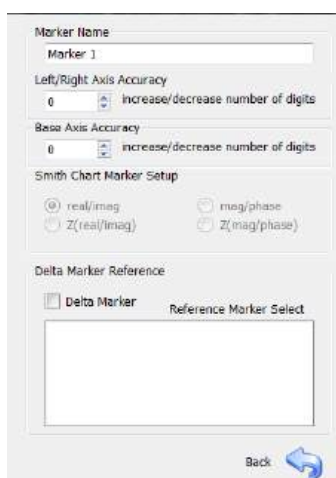 Marker Name
Marker 1
Left/Right Axis Accuracy
0 increase/decrease number of digits
Base Axis Accuracy
0 increase/decrease number of digits
Smith Chart Marker Setup
real/imag mag/phase
Z(real/imag) Z(mag/phase)
Delta Marker Reference
Delta Marker Reference Marker Select
Back